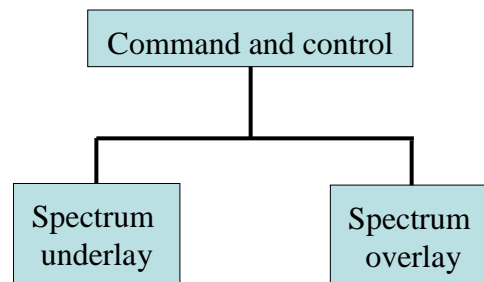 Command and control
Spectrum
underlay
Spectrum
overlay